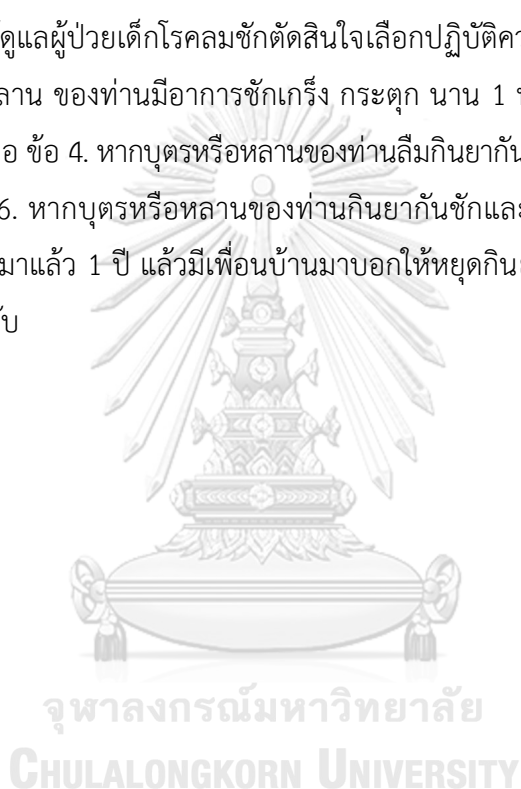 ดูแลผู้ป่วยเด็กโรคลมชักตัดสินใจเลือกปฏิบัติ
ลาน ของท่านมีอาการชักเกร็ง กระตุก นาน 1
อ ข้อ 4. หากบุตรหรือหลานของท่านลืมกินยากัน
6. หากบุตรหรือหลานของท่านกินยากันชักและ
มาแล้ว 1 ปี แล้วมีเพื่อนบ้านมาบอกให้หยุดกิน
ับ
จุฬาลงกรณ์มหาวิทยาลัย
CHULALONGKORN UNIVERSITY